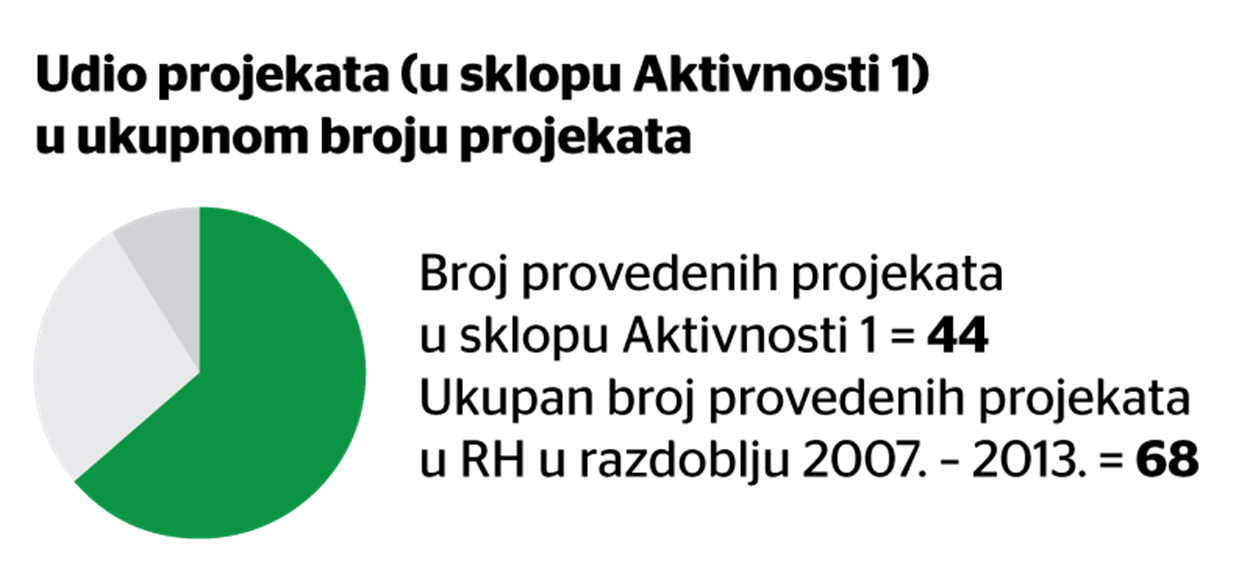 Udio projekata (u sklopu Aktivnosti 1)
u ukupnom broju projekata
Broj provedenih projekata
u sklopu Aktivnosti 1 = 44
Ukupan broj provedenih projekata
u RH u razdoblju 2007. – 2013. = 68